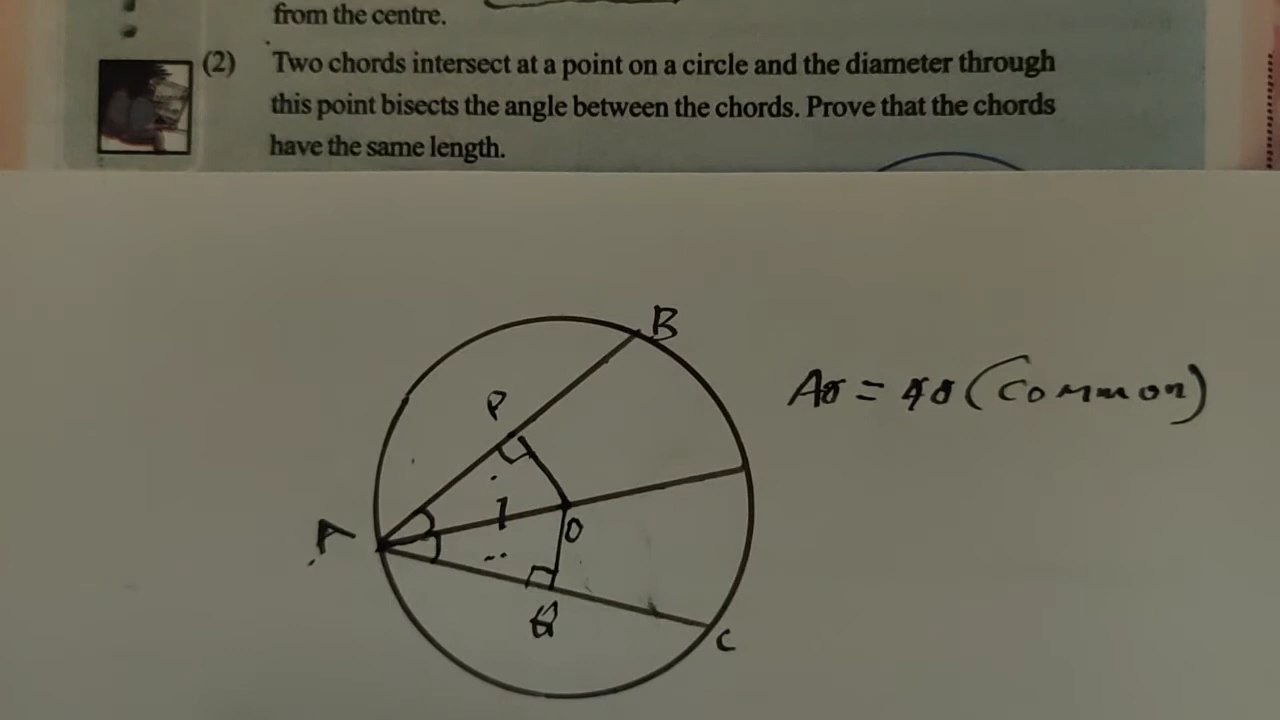 from the centre.
(2) Two chords intersect at a point on a circle and the diameter through
this point bisects the angle between the chords. Prove that the chords
have the same length.
B
AO = AO (Common)
P
A
O
Q
C